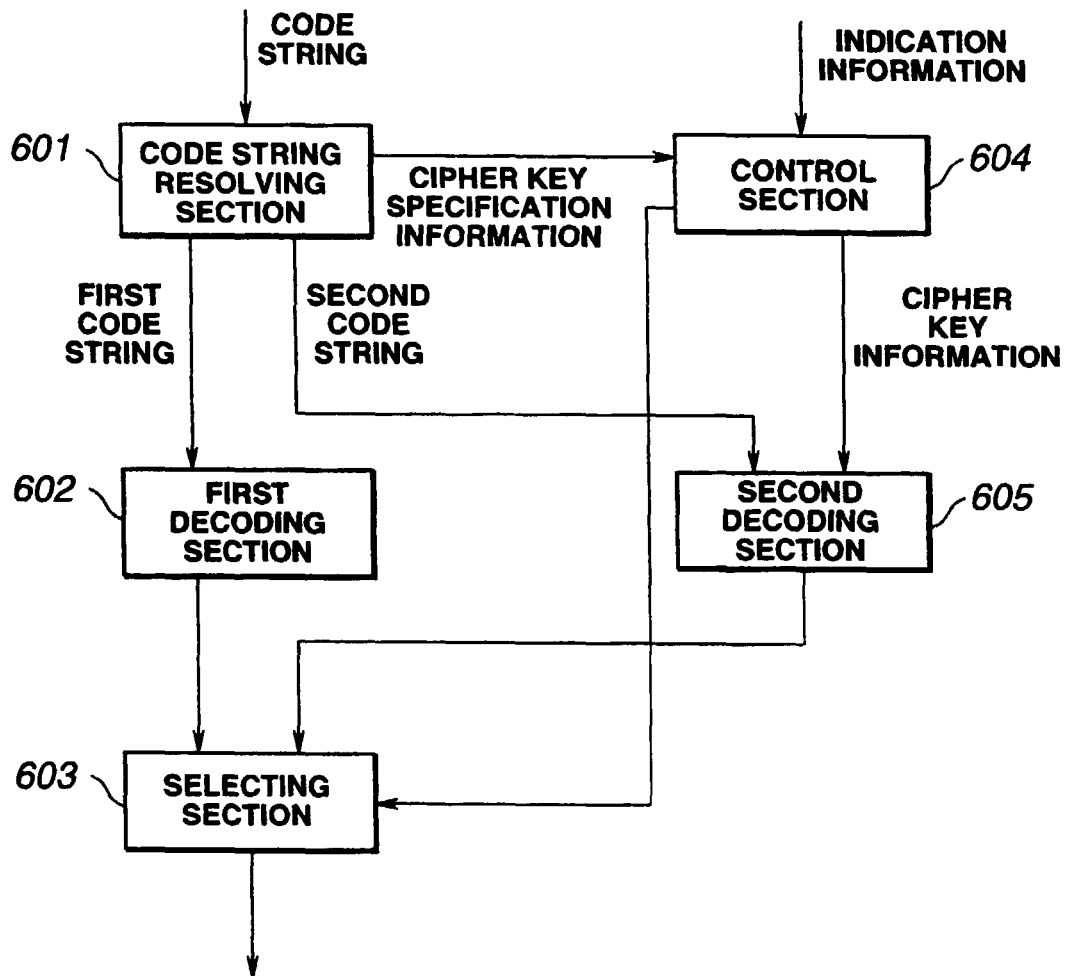 CODE
STRING
INDICATION
INFORMATION
601
CODE STRING
RESOLVING
SECTION
CIPHER KEY
SPECIFICATION
INFORMATION
CONTROL
SECTION
604
FIRST
CODE
STRING
SECOND
CODE
STRING
CIPHER
KEY
INFORMATION
602
FIRST
DECODING
SECTION
SECOND
DECODING
SECTION
605
603
SELECTING
SECTION